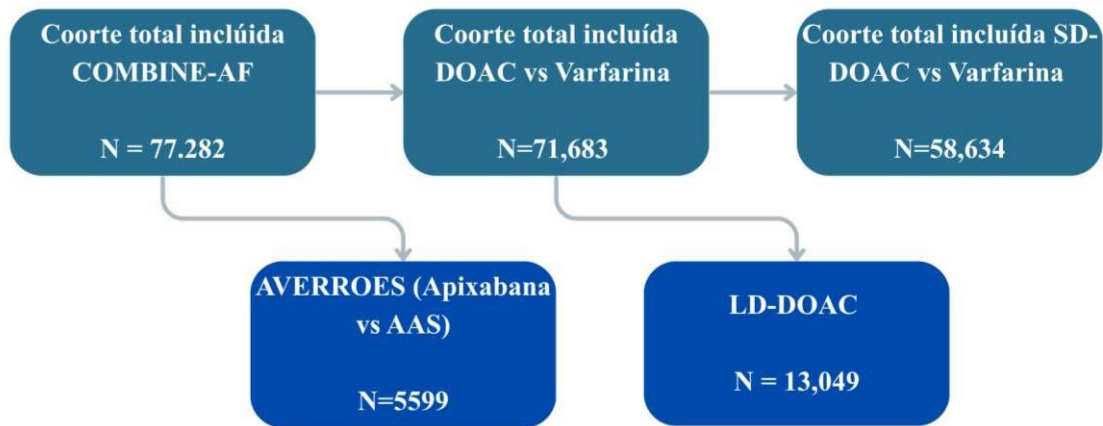 Coorte total inclúida
COMBINE-AF
N = 77.282
Coorte total incluída
DOAC vs Varfarina
N=71,683
Coorte total incluída SD-
DOAC vs Varfarina
N=58,634
AVERROES (Apixabana
vs AAS)
N=5599
LD-DOAC
N = 13,049